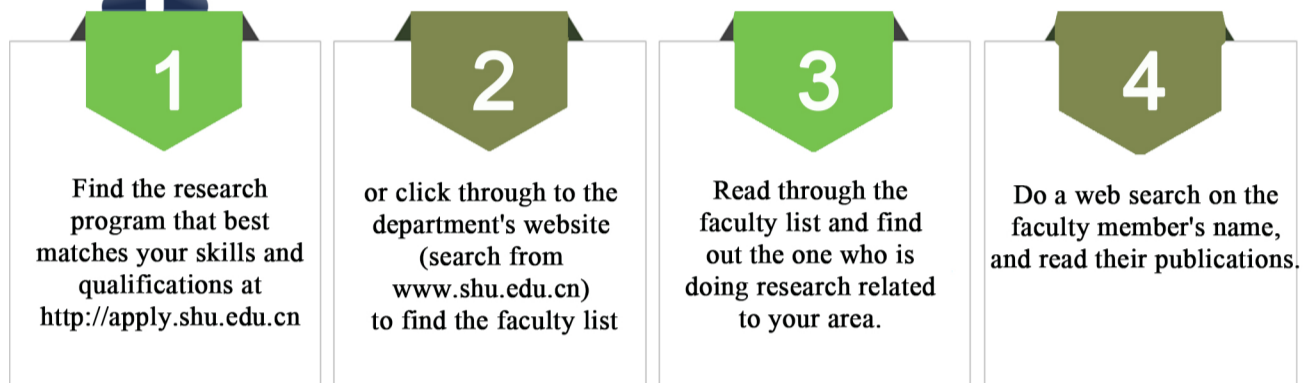 1
Find the research
program that best
matches your skills and
qualifications at
http://apply.shu.edu.cn
2
or click through to the
department's website
(search from
www.shu.edu.cn)
to find the faculty list
3
Read through the
faculty list and find
out the one who is
doing research related
to your area.
4
Do a web search on the
faculty member's name,
and read their publications.